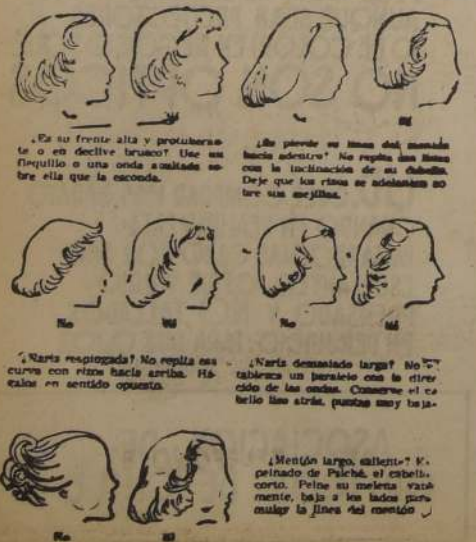 Sí
¿Es su frente alta y protuberan-
te o en declive brusco? Use un
flequillo o una onda so-
bre ella que la esconda.
¿Se pierde su línea del mentón
hacia adentro? No repita esa línea
con la inclinación de su cabello.
Deje que los rizos se adelanten so
bre sus mejillas.
No Sí No Sí
¿Nariz respingada? No repita esa
curva con rizos hacia arriba. Há-
galos en sentido opuesto.
¿Nariz demasiado larga? No
tablezca un paralelo con la direc
ción de las ondas. Conserve el ca
bello liso atrás, puntas muy baja-
No Sí
¿Mentón largo, saliente?
peinado de Psiché, el cabell
corto. Peine su melena
mente, baja a los lados para
anular la línea del mentón